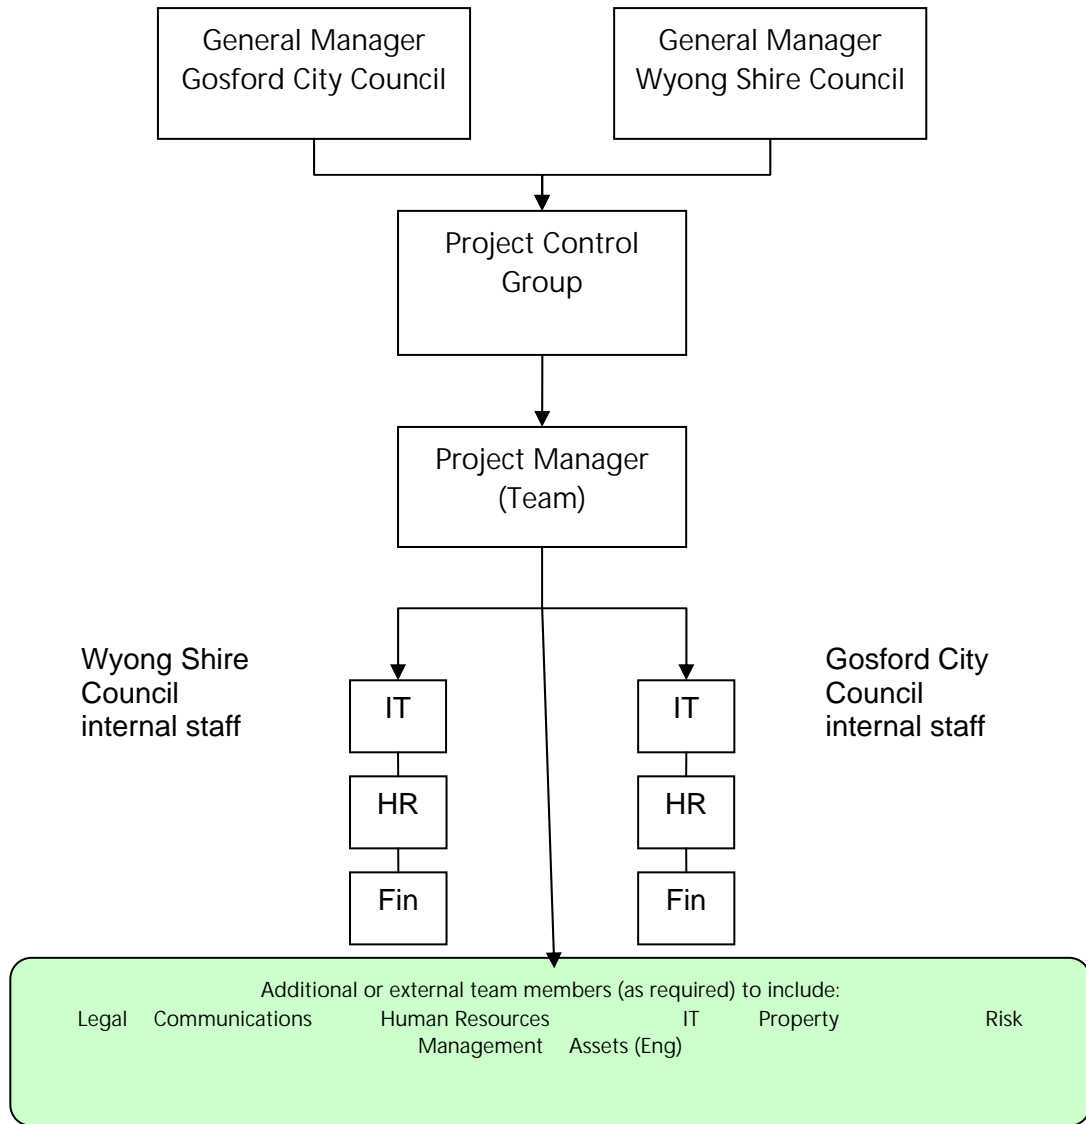 General Manager
Gosford City Council
General Manager
Wyong Shire Council
Project Control
Group
Project Manager
(Team)
Wyong Shire
Council
internal staff
IT
HR
Fin
IT
HR
Fin
Gosford City
Council
internal staff
Additional or external team members (as required) to include:
Legal Communications Human Resources IT Property Risk
Management Assets (Eng)